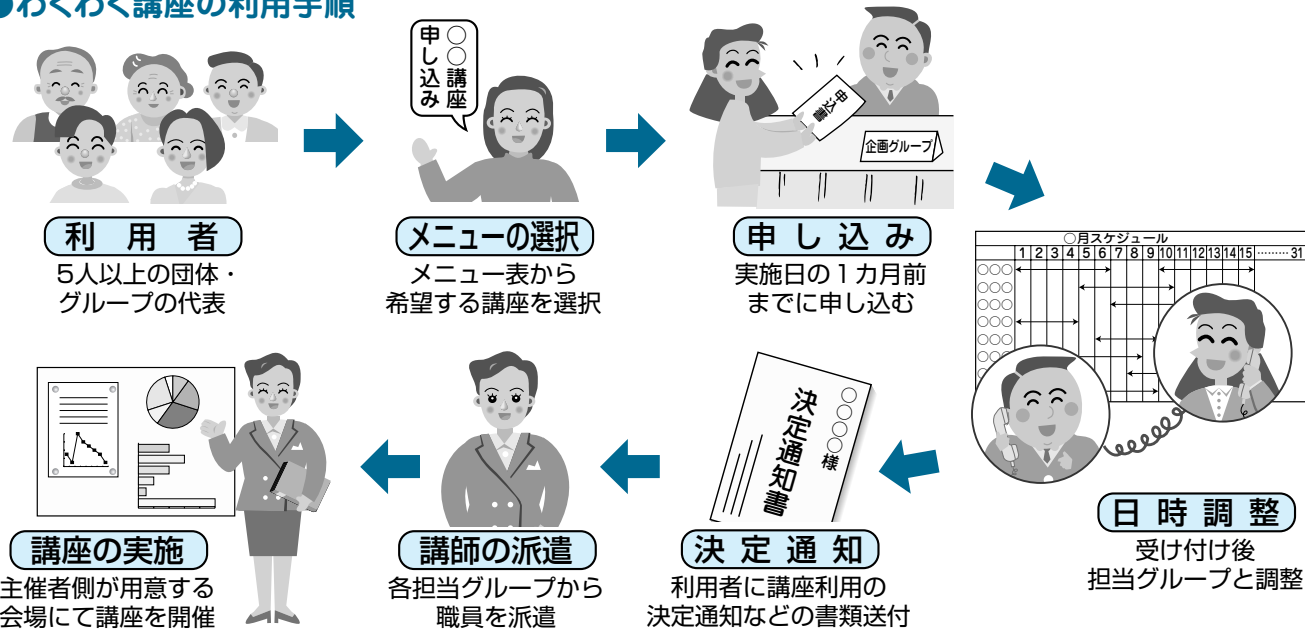 ●わくわく講座の利用手順
○○講座
申し込み
申込書
企画グループ
利用者
5人以上の団体・
グループの代表
メニューの選択
メニュー表から
希望する講座を選択
申し込み
実施日の1カ月前
までに申し込む
○月スケジュール
1 2 3 4 5 6 7 8 9 10 11 12 13 14 15 ……… 31
○○○
○○○
○○○
○○○
○○○
○○○
日時調整
受け付け後
担当グループと調整
○○○○様
決定通知書
決定通知
利用者に講座利用の
決定通知などの書類送付
講師の派遣
各担当グループから
職員を派遣
講座の実施
主催者側が用意する
会場にて講座を開催